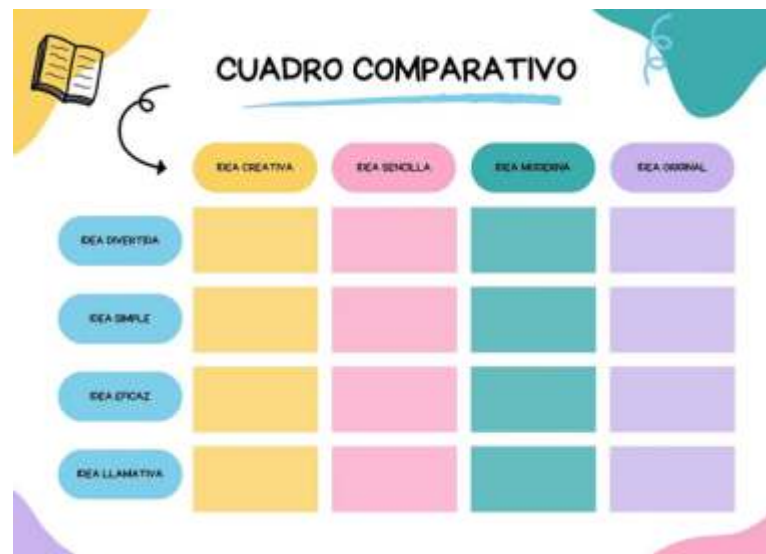 CUADRO COMPARATIVO
IDEA CREATIVA
IDEA SENCILLA
IDEA MODERNA
IDEA ORIGINAL
IDEA DIVERTIDA
IDEA SIMPLE
IDEA EFICAZ
IDEA LLAMATIVA